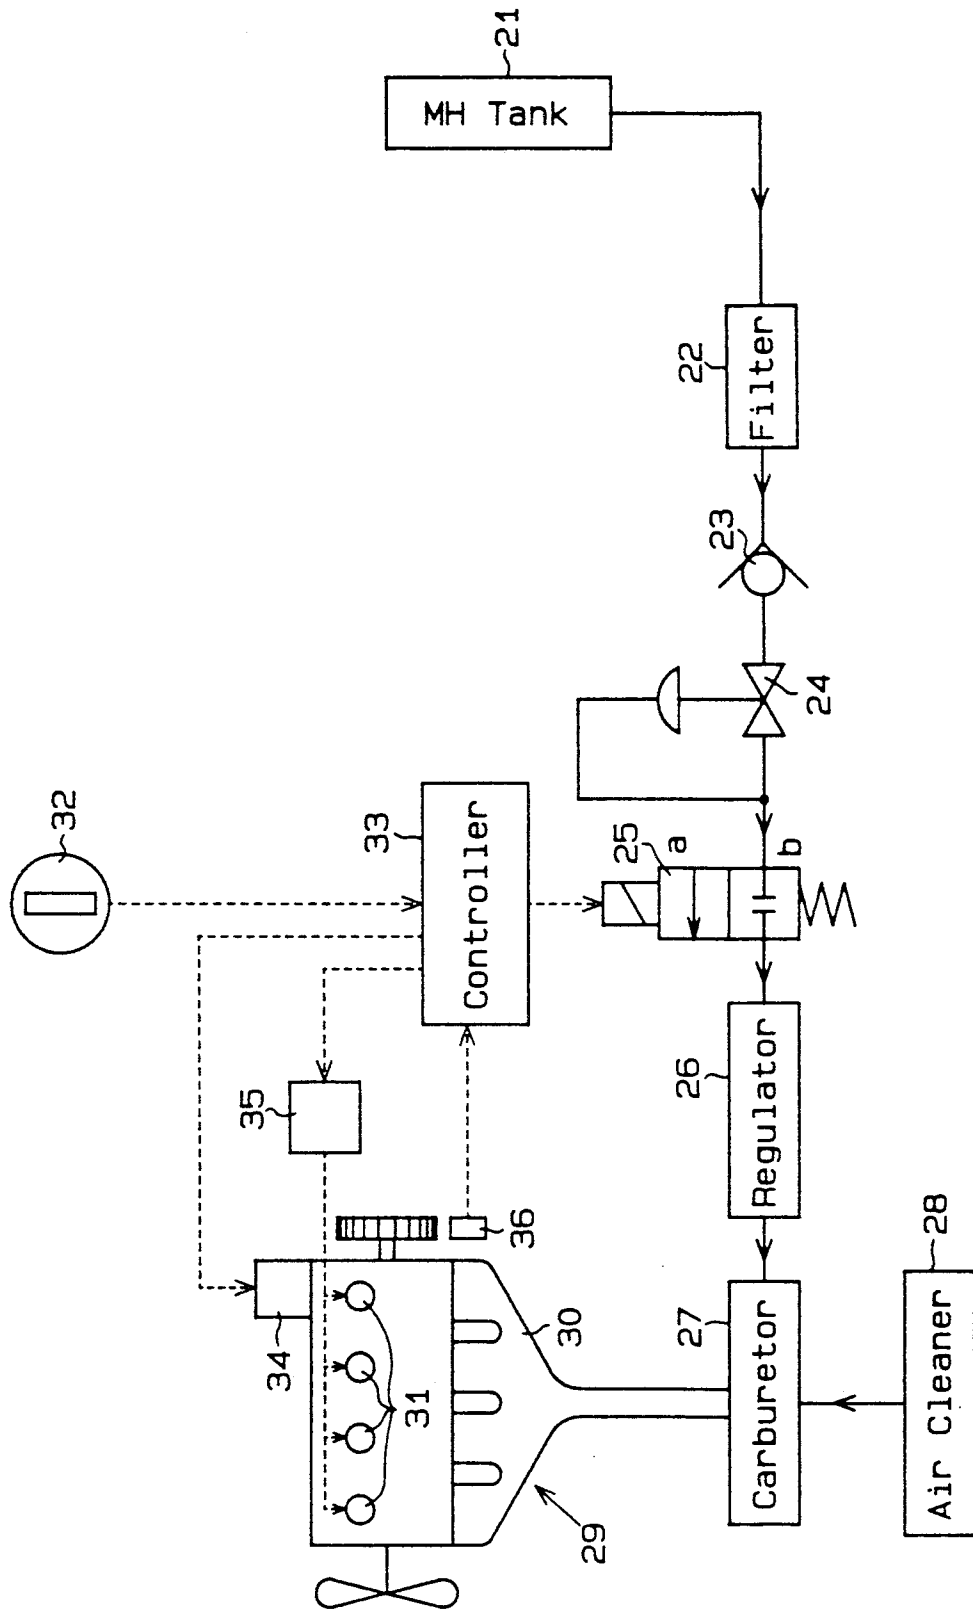 32
33
Controller
35
34
31
36
30
29
25
a
b
24
23
22
Filter
21
MH Tank
26
Regulator
27
Carburetor
28
Air Cleaner